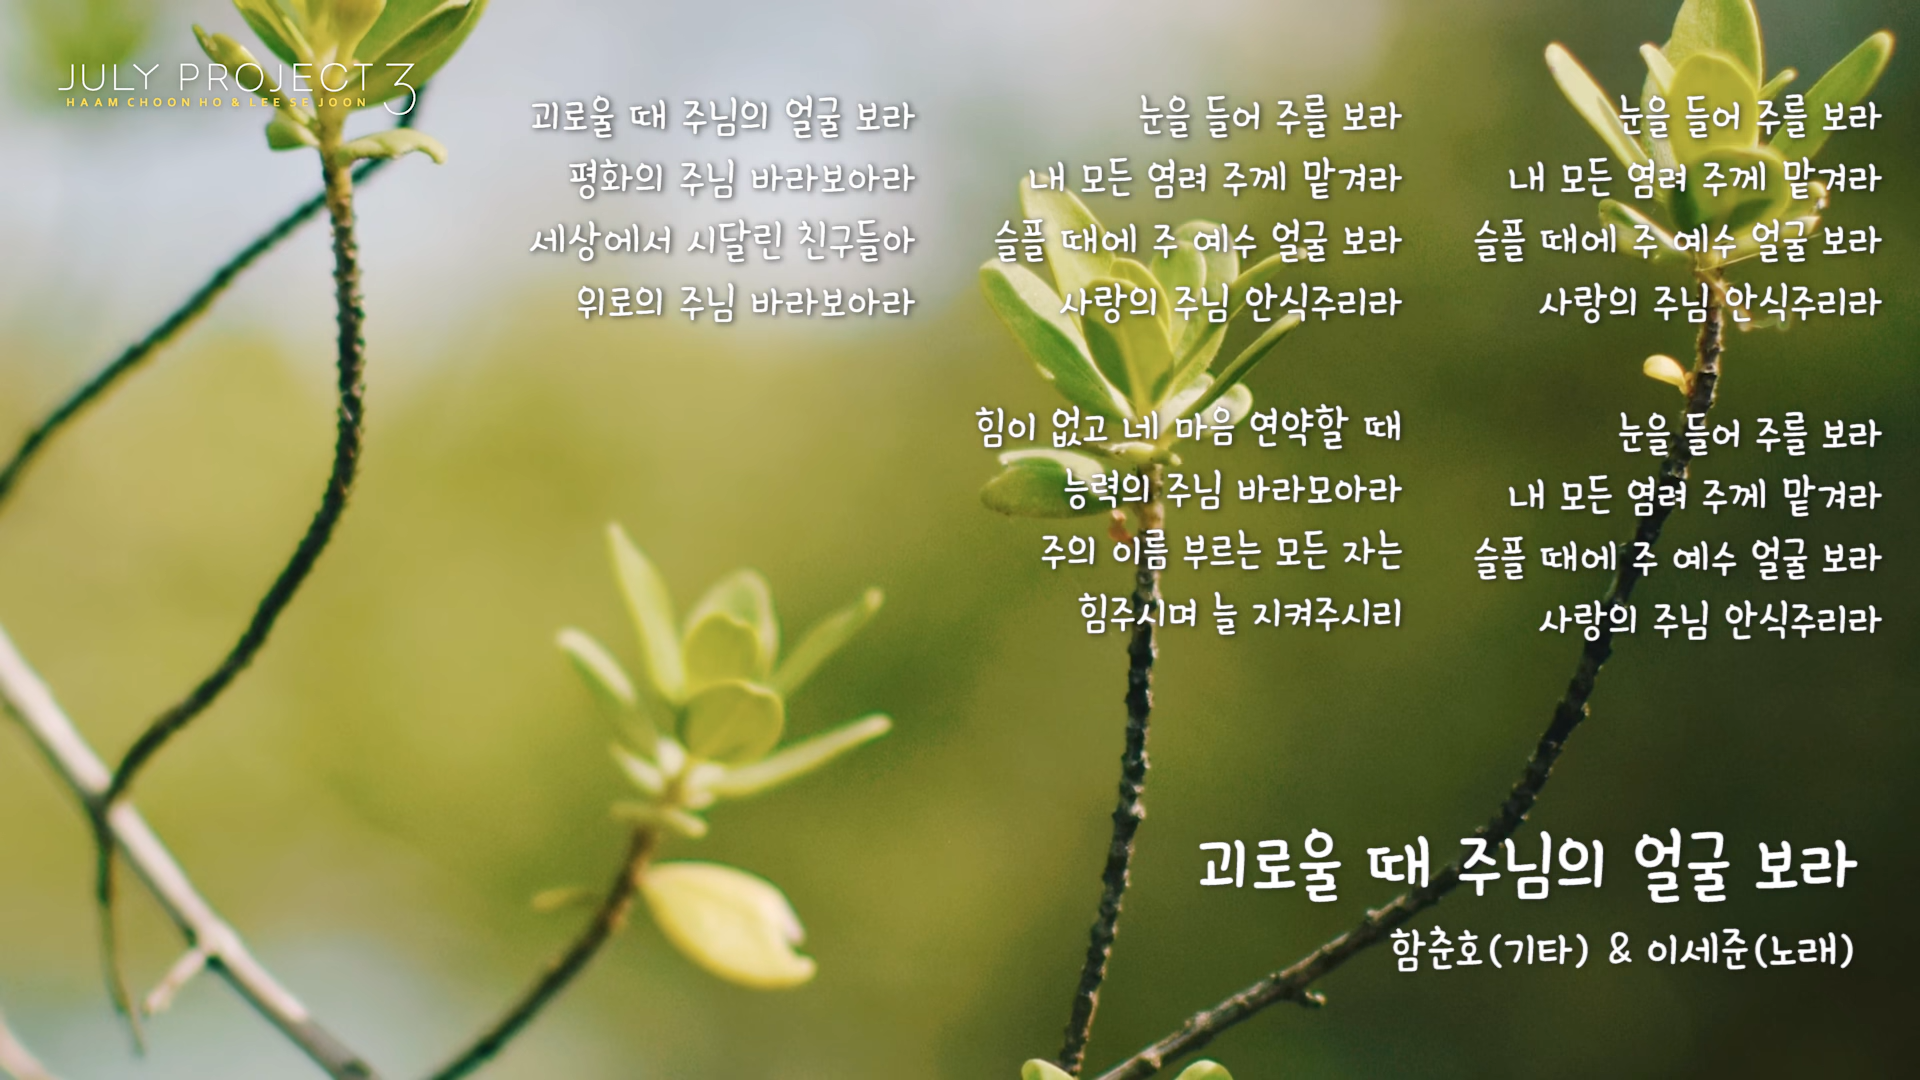 JULY PROJECT 3
HAAM CHOON HO & LEE SE JOON
괴로울 때 주님의 얼굴 보라
평화의 주님 바라보아라
세상에서 시달린 친구들아
위로의 주님 바라보아라
눈을 들어 주를 보라
내 모든 염려 주께 맡겨라
슬플 때에 주 예수 얼굴 보라
사랑의 주님 안식주리라
힘이 없고 네 마음 연약할 때
능력의 주님 바라모아라
주의 이름 부르는 모든 자는
힘주시며 늘 지켜주시리
눈을 들어 주를 보라
내 모든 염려 주께 맡겨라
슬플 때에 주 예수 얼굴 보라
사랑의 주님 안식주리라
눈을 들어 주를 보라
내 모든 염려 주께 맡겨라
슬플 때에 주 예수 얼굴 보라
사랑의 주님 안식주리라
괴로울 때 주님의 얼굴 보라
함춘호(기타) & 이세준(노래)